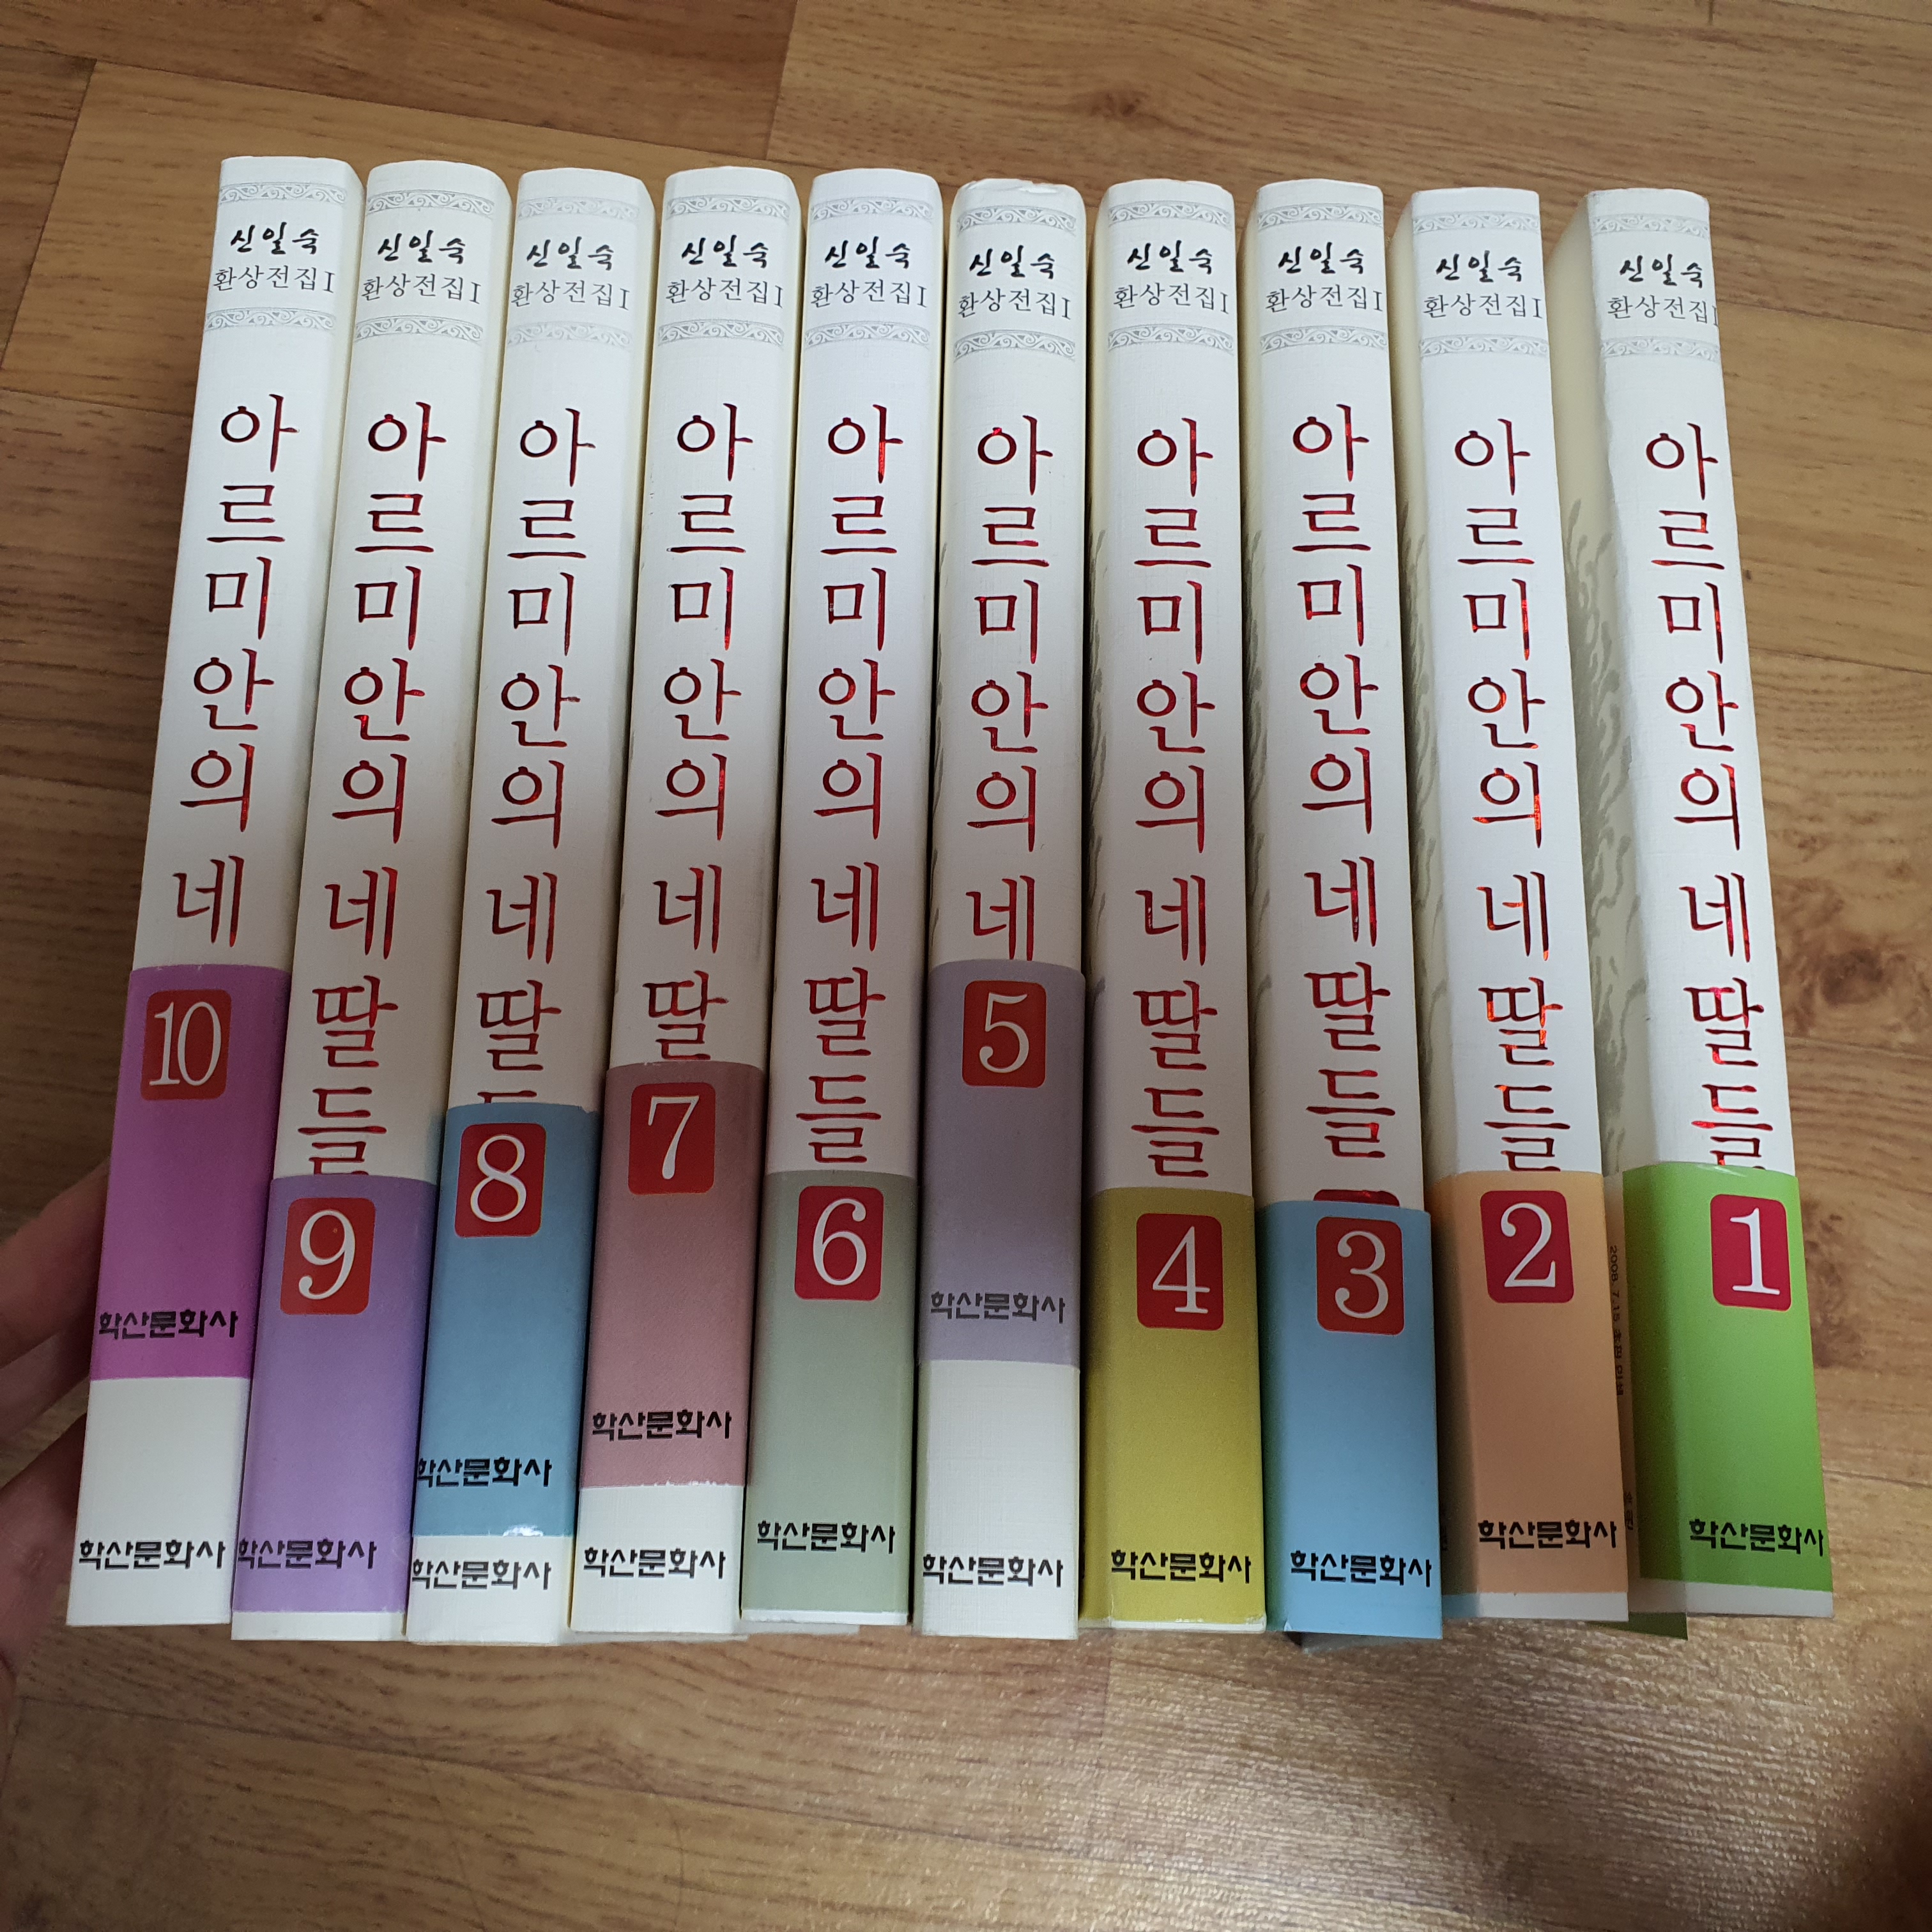 신일숙
환상전집 I
아르미안의 네
10
학산문화사
학산문화사
신일숙
환상전집 I
아르미안의 네 딸들
9
학산문화사
신일숙
환상전집 I
아르미안의 네 딸
8
학산문화사
학산문화사
신일숙
환상전집 I
아르미안의 네 딸
7
학산문화사
학산문화사
신일숙
환상전집 I
아르미안의 네 딸들
6
학산문화사
신일숙
환상전집 I
아르미안의 네
5
학산문화사
학산문화사
신일숙
환상전집 I
아르미안의 네 딸들
4
학산문화사
신일숙
환상전집 I
아르미안의 네 딸들
3
학산문화사
신일숙
환상전집 I
아르미안의 네 딸들
2
학산문화사
신일숙
환상전집 I
아르미안의 네 딸들
1
학산문화사
2008. 7.15